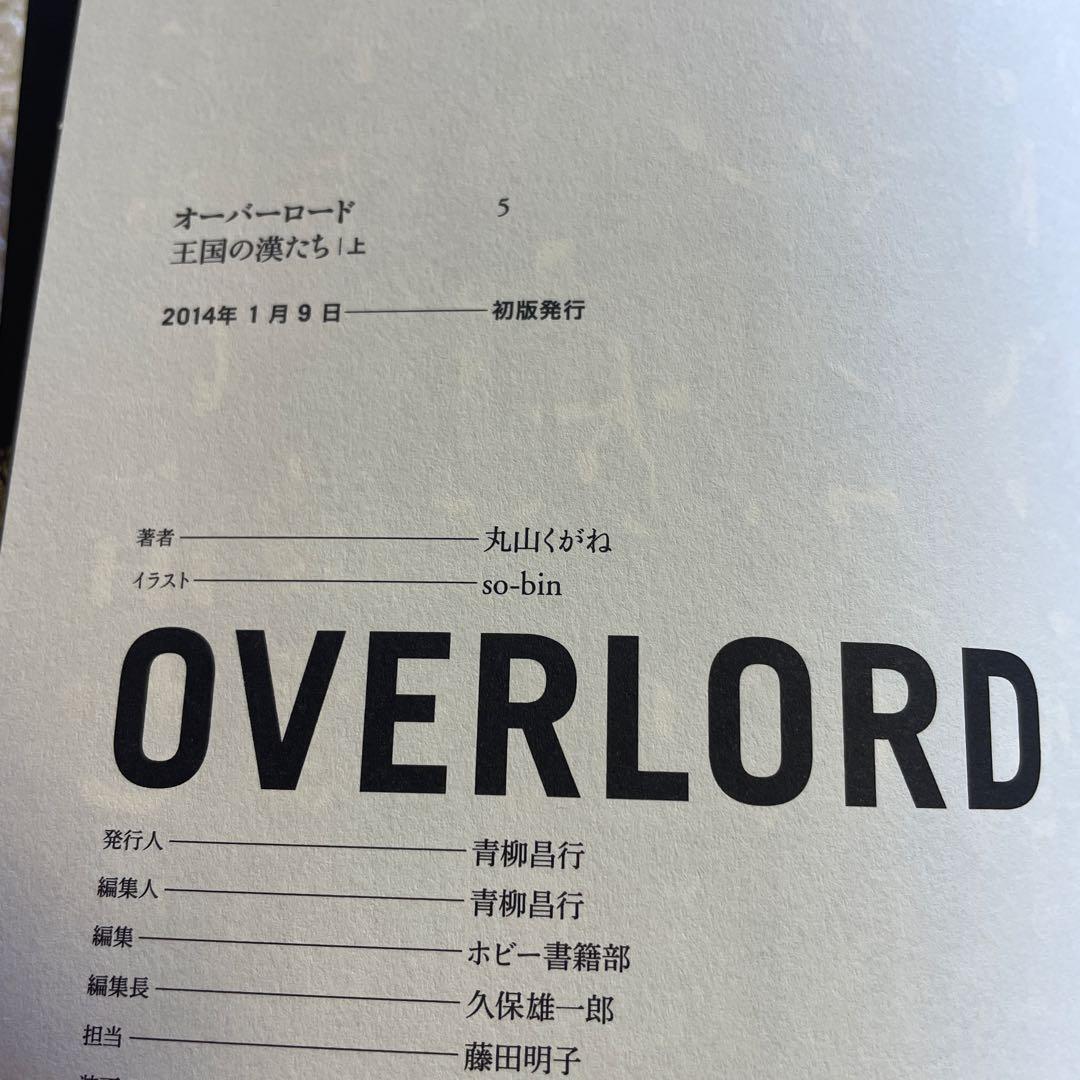 オーバーロード 5
王国の漢たち|上
2014年 1月9日 初版発行
著者 丸山くがね
イラスト so-bin
OVERLORD
発行人 青柳昌行
編集人 青柳昌行
編集 ホビー書籍部
編集長 久保雄一郎
担当 藤田明子